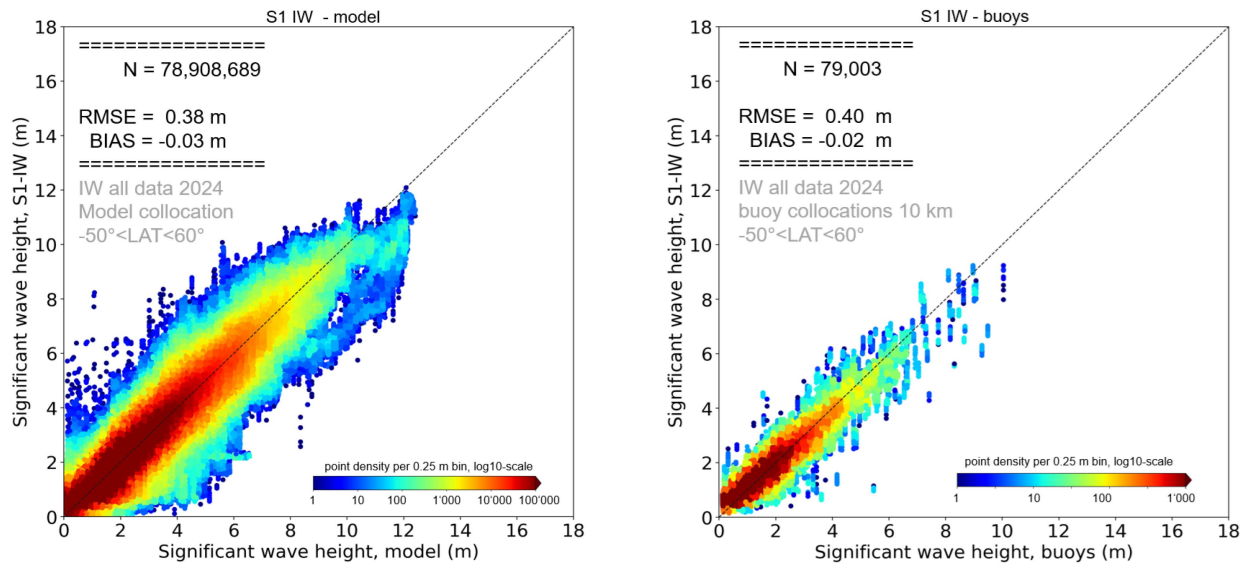 S1 IW - model
==================
N = 78,908,689
RMSE = 0.38 m
BIAS = -0.03 m
==================
IW all data 2024
Model collocation
-50°<LAT<60°
Significant wave height, S1-IW (m)
18
16
14
12
10
8
6
4
2
0
0 2 4 6 8 10 12 14 16 18
point density per 0.25 m bin, log10-scale
1 10 100 1'000 10'000 100'000
Significant wave height, model (m)
S1 IW - buoys
=================
N = 79,003
RMSE = 0.40 m
BIAS = -0.02 m
=================
IW all data 2024
buoy collocations 10 km
-50°<LAT<60°
Significant wave height, S1-IW (m)
18
16
14
12
10
8
6
4
2
0
0 2 4 6 8 10 12 14 16 18
point density per 0.25 m bin, log10-scale
1 10 100 1'000
Significant wave height, buoys (m)